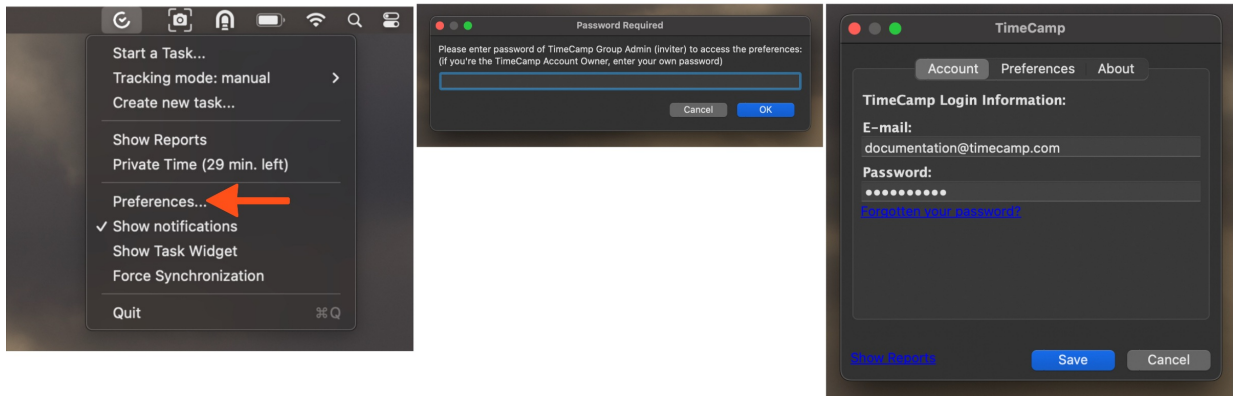 Start a Task...
Tracking mode: manual >
Create new task...
Show Reports
Private Time (29 min. left)
Preferences...
✓ Show notifications
Show Task Widget
Force Synchronization
Quit ⌘Q
Password Required
Please enter password of TimeCamp Group Admin (inviter) to access the preferences:
(if you're the TimeCamp Account Owner, enter your own password)
Cancel OK
TimeCamp
Account Preferences About
TimeCamp Login Information:
E-mail:
documentation@timecamp.com
Password:
●●●●●●●●●●
Forgotten your password?
Show Reports Save Cancel